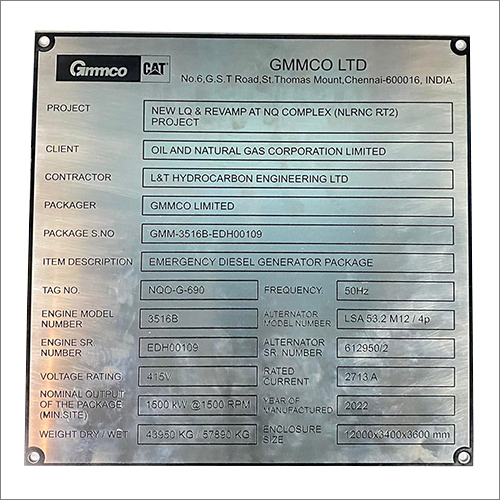 Gmmco CAT
GMMCO LTD
No.6,G.S.T Road,St.Thomas Mount,Chennai-600016, INDIA.
PROJECT NEW LQ & REVAMP AT NQ COMPLEX (NLRNC RT2)
PROJECT
CLIENT OIL AND NATURAL GAS CORPORATION LIMITED
CONTRACTOR L&T HYDROCARBON ENGINEERING LTD
PACKAGER GMMCO LIMITED
PACKAGE S.NO GMM-3516B-EDH00109
ITEM DESCRIPTION EMERGENCY DIESEL GENERATOR PACKAGE
TAG NO. NQO-G-690 FREQUENCY. 50Hz
ENGINE MODEL
NUMBER 3516B
ALTERNATOR
MODEL NUMBER LSA 53.2 M12 / 4p
ENGINE SR.
NUMBER EDH00109
ALTERNATOR
SR. NUMBER 612950/2
VOLTAGE RATING. 415V
RATED
CURRENT 2713 A
NOMINAL OUTPUT
OF THE PACKAGE
(MIN.SITE) 1500 kW @1500 RPM
YEAR OF
MANUFACTURED 2022
WEIGHT DRY / WET 43950 KG / 57890 KG
ENCLOSURE
SIZE 12000x3400x3600 mm